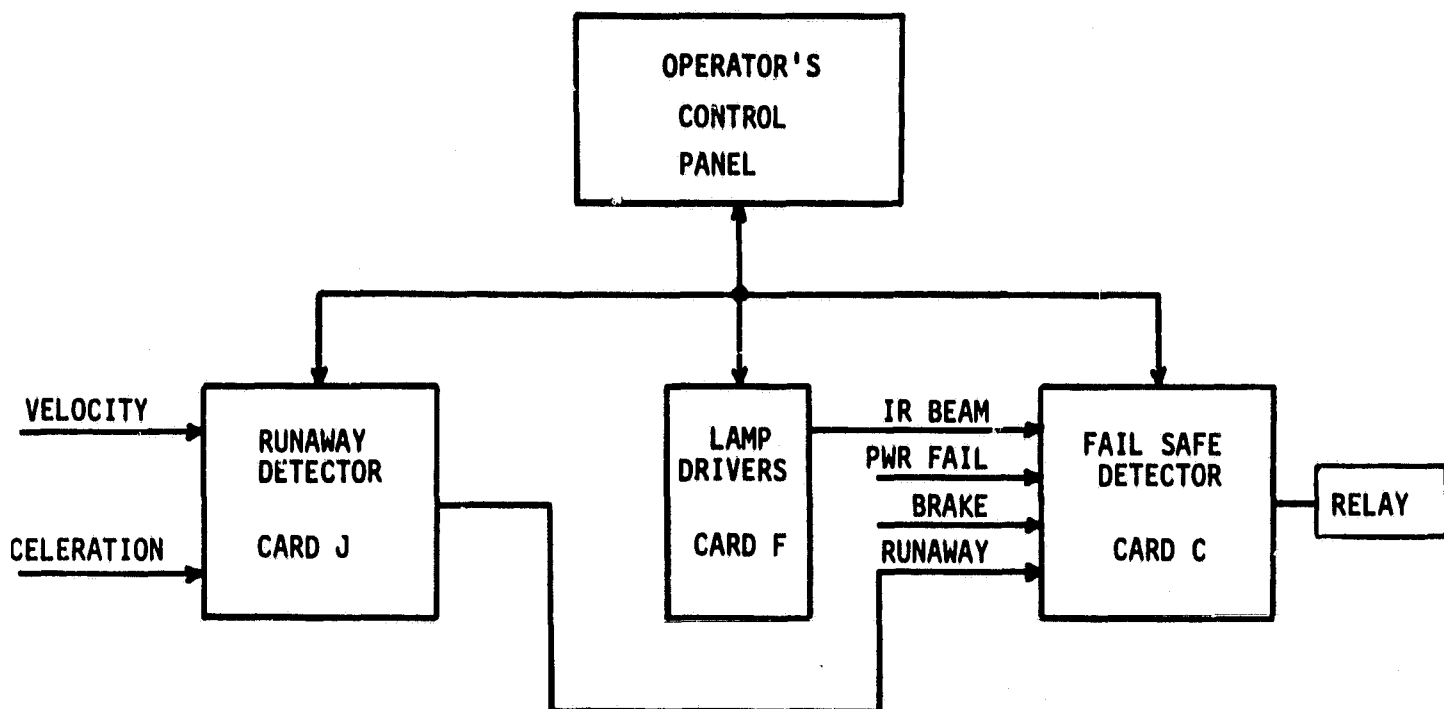 OPERATOR'S
CONTROL
PANEL
VELOCITY
CELERATION
RUNAWAY
DETECTOR
CARD J
LAMP
DRIVERS
CARD F
IR BEAM
PWR FAIL
BRAKE
RUNAWAY
FAIL SAFE
DETECTOR
CARD C
RELAY